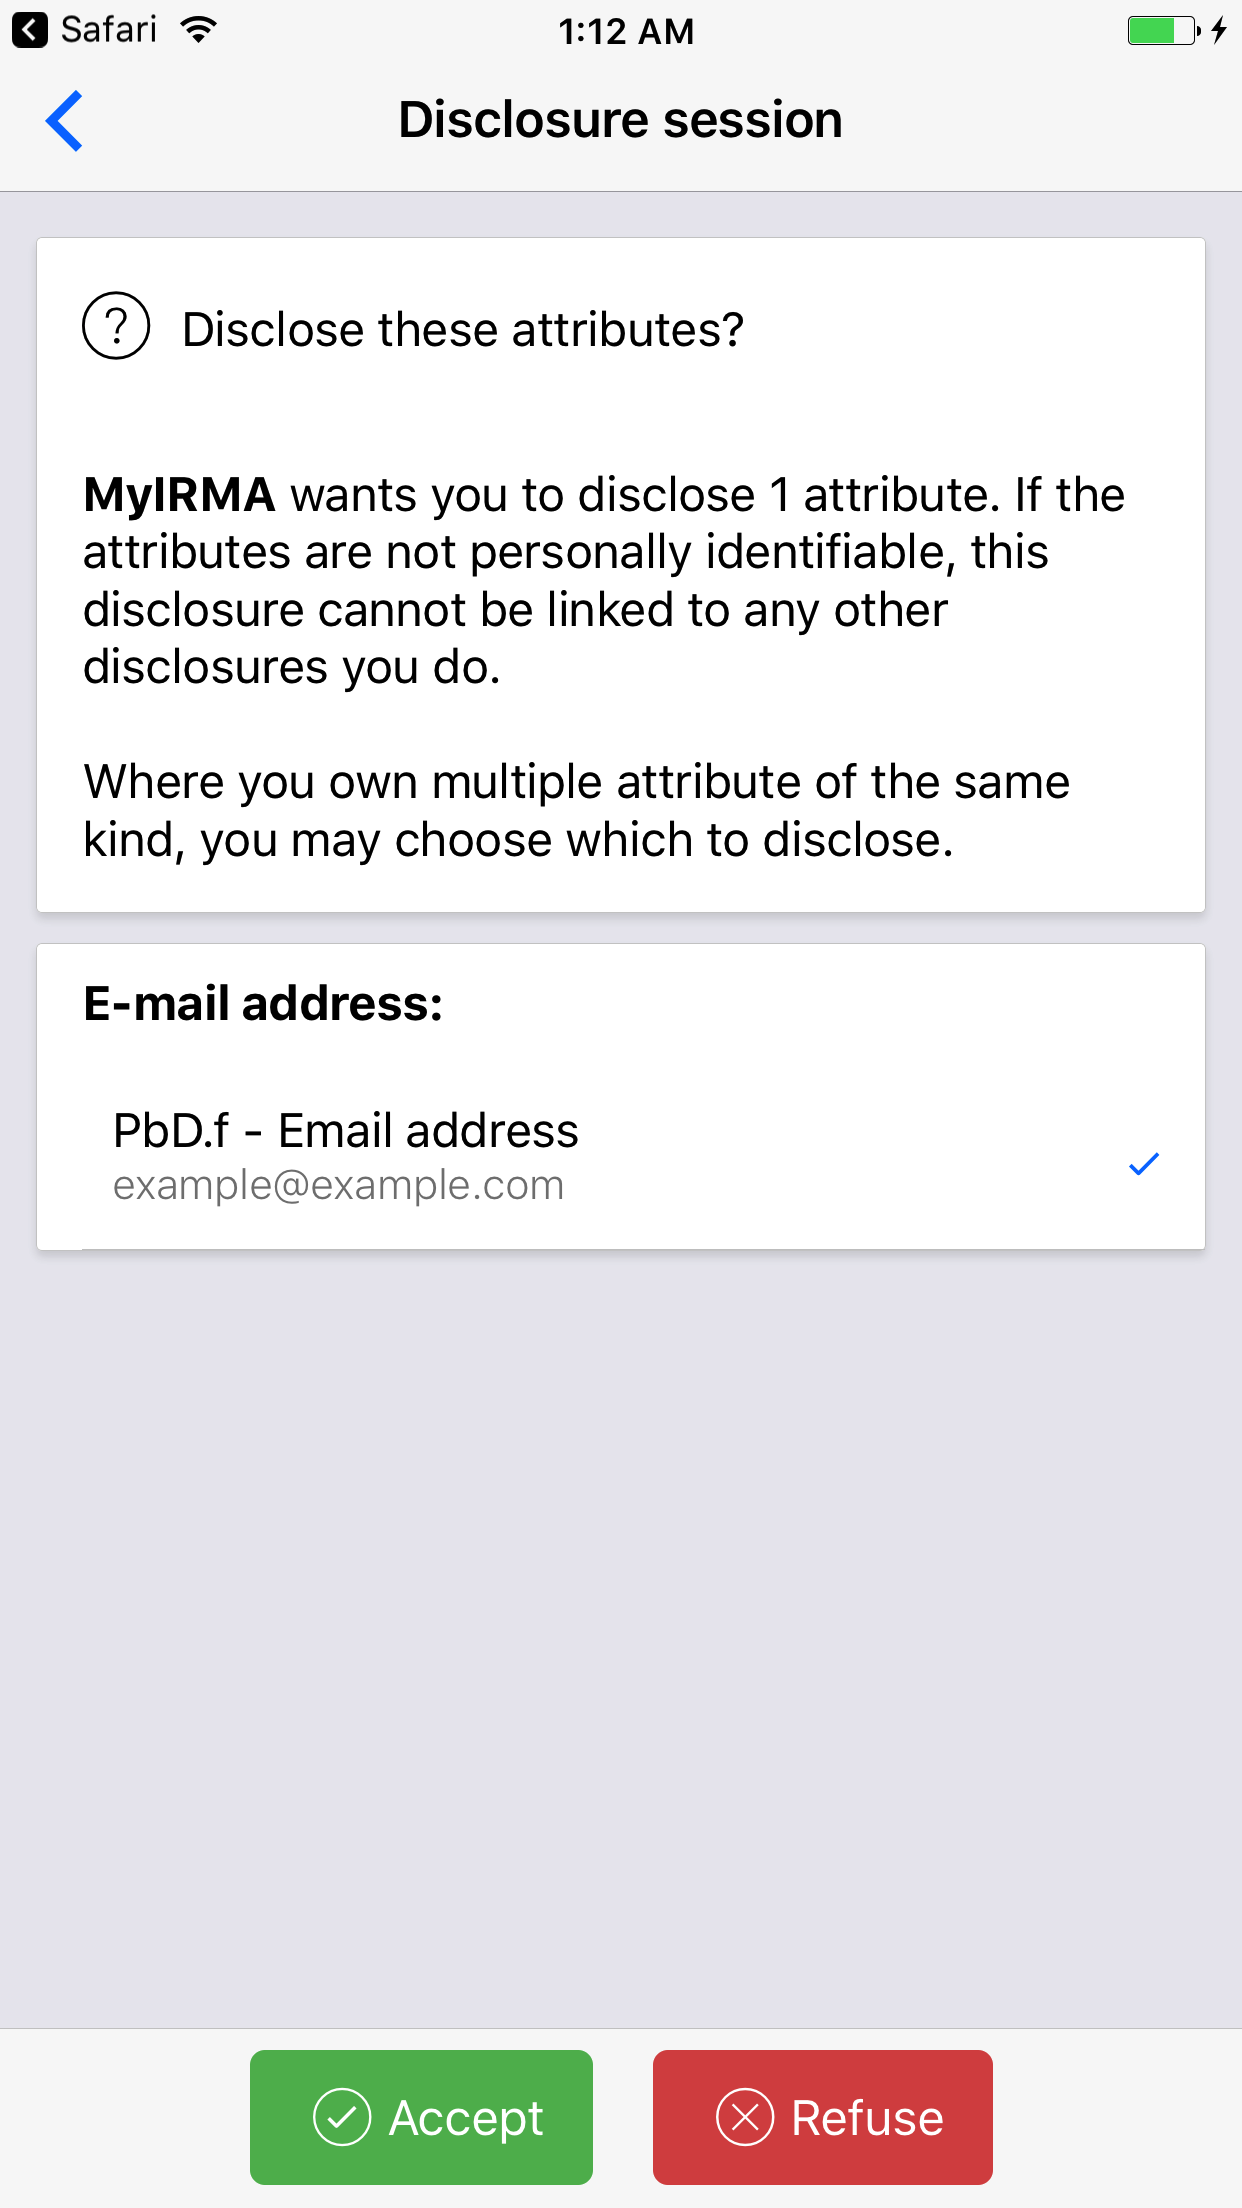 Safari
1:12 AM
Disclosure session
? Disclose these attributes?
MyIRMA wants you to disclose 1 attribute. If the
attributes are not personally identifiable, this
disclosure cannot be linked to any other
disclosures you do.
Where you own multiple attribute of the same
kind, you may choose which to disclose.
E-mail address:
PbD.f - Email address
example@example.com
Accept
Refuse